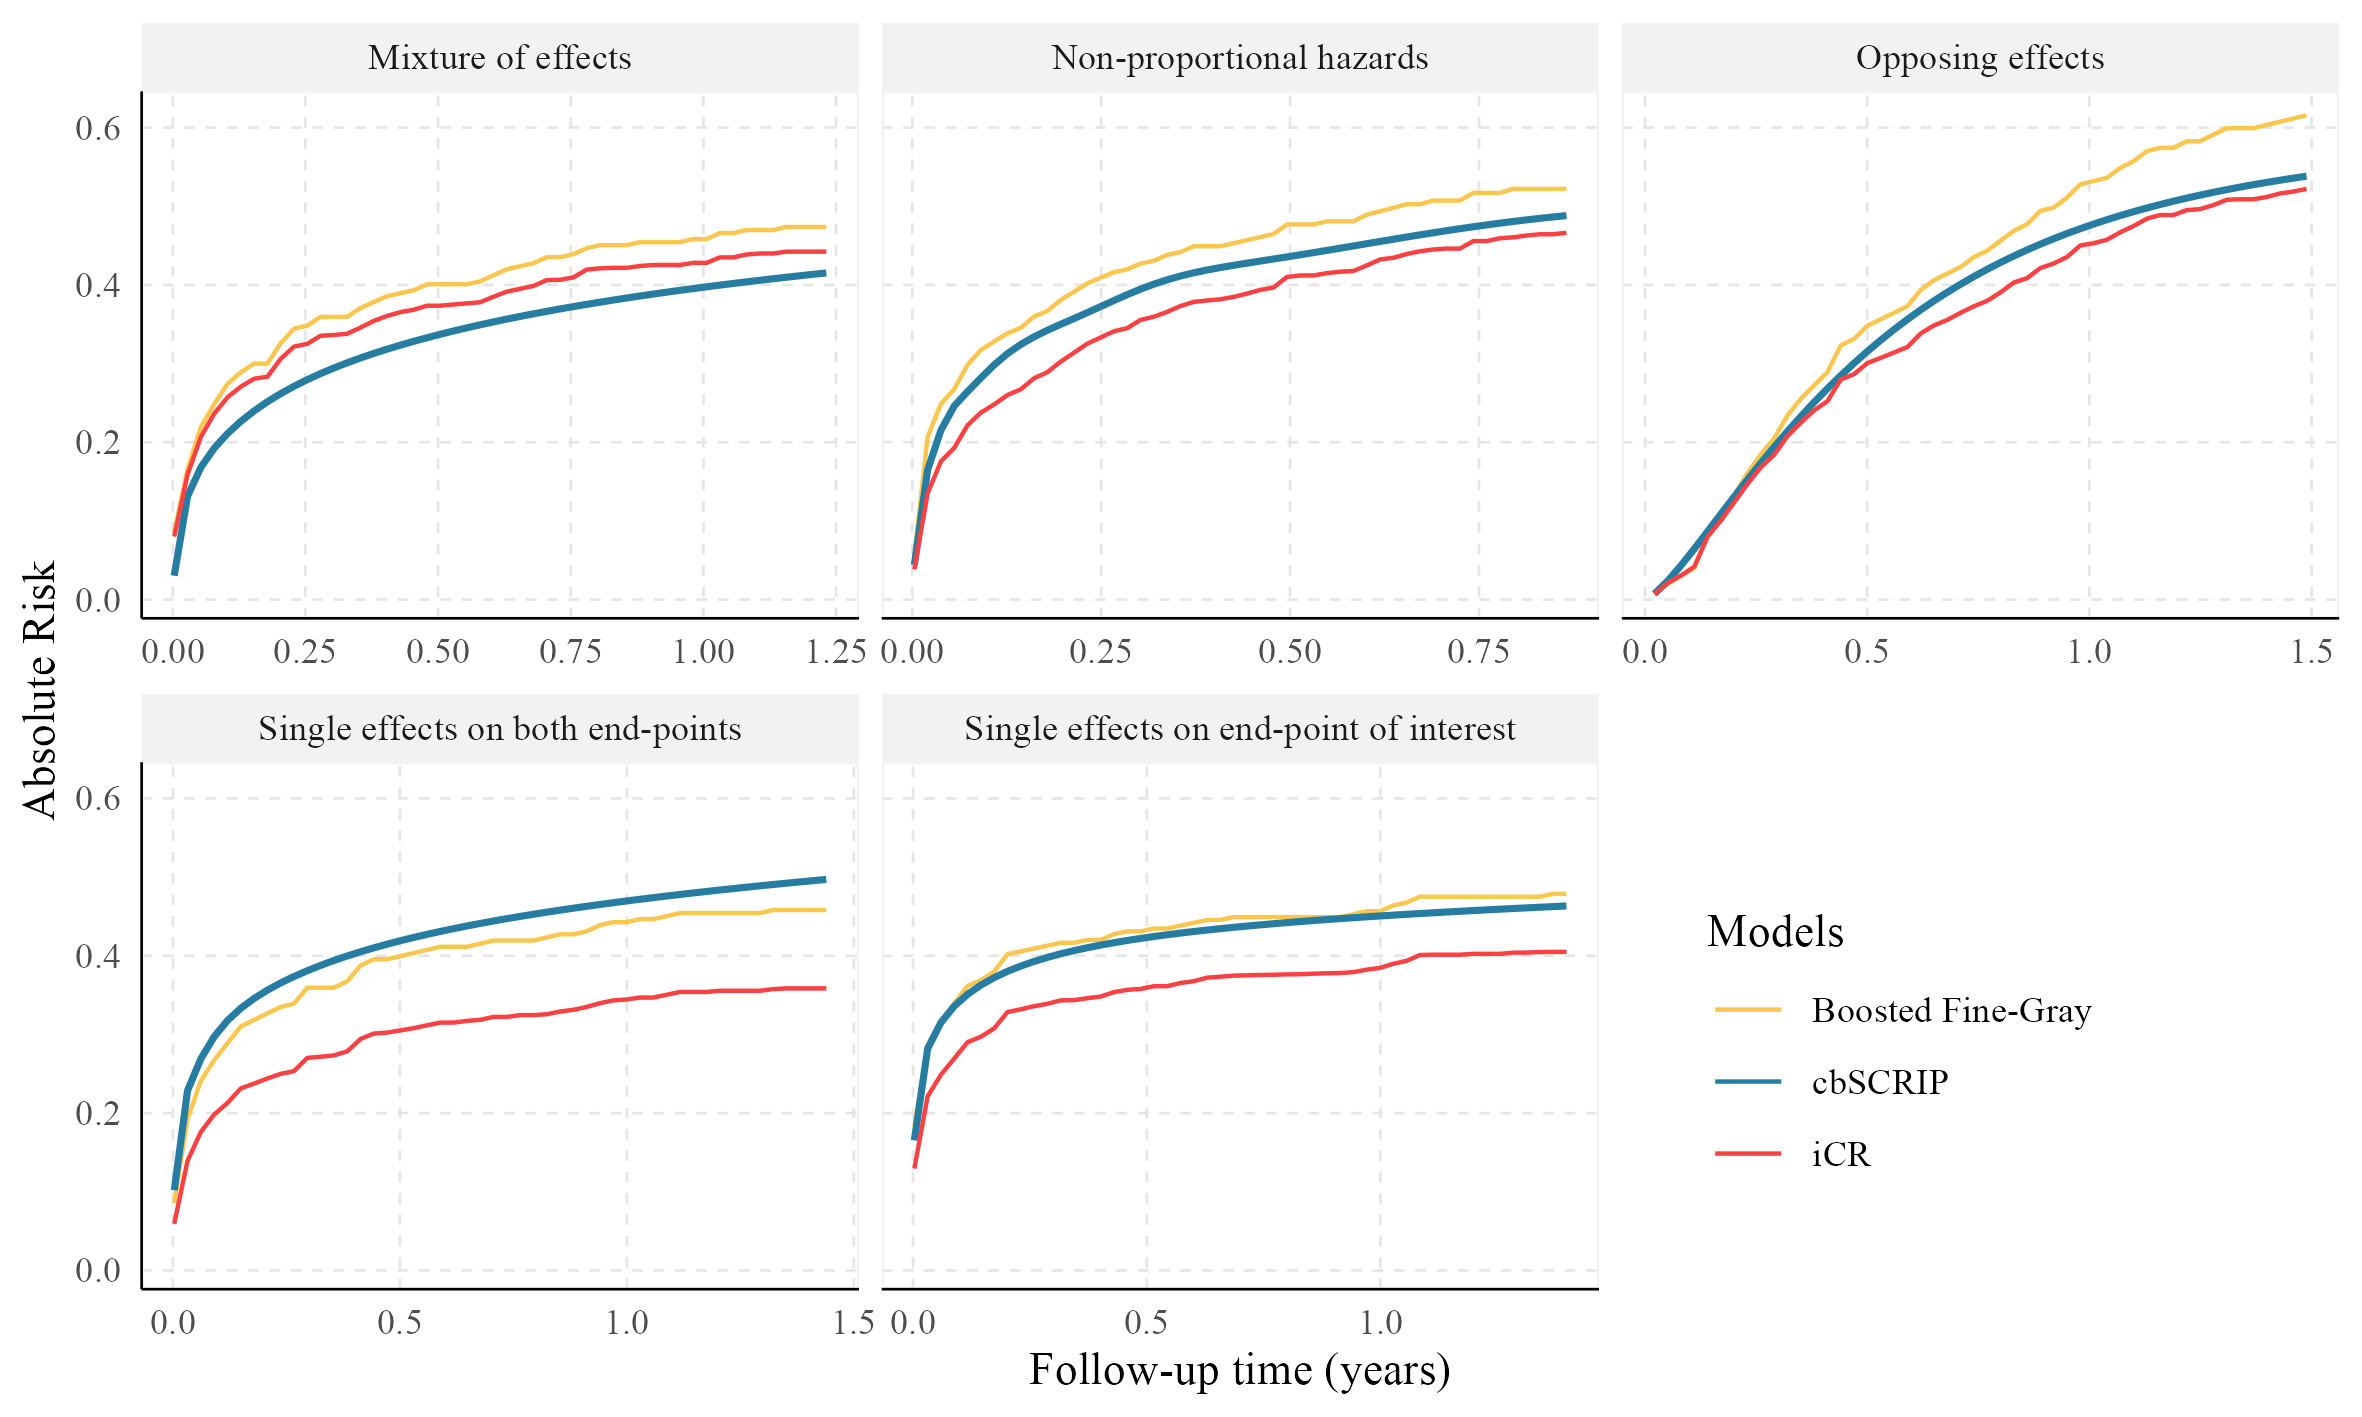 Mixture of effects
Non-proportional hazards
Opposing effects
0.6
0.4
0.2
0.0
0.00 0.25 0.50 0.75 1.00 1.25
0.00 0.25 0.50 0.75
0.0 0.5 1.0 1.5
Absolute Risk
Single effects on both end-points
Single effects on end-point of interest
0.6
0.4
0.2
0.0
0.0 0.5 1.0 1.5
0.0 0.5 1.0
Follow-up time (years)
Models
Boosted Fine-Gray
cbSCRIP
iCR